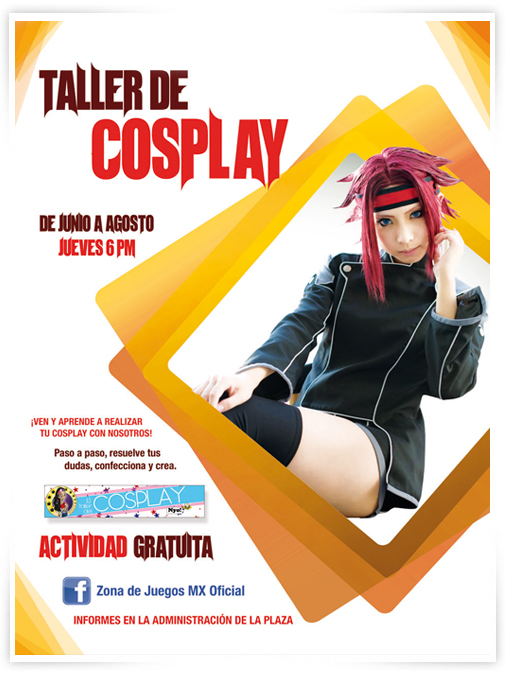 TALLER DE
COSPLAY
DE JUNIO A AGOSTO
JUEVES 6 PM
¡VEN Y APRENDE A REALIZAR
TU COSPLAY CON NOSOTROS!
Paso a paso, resuelve tus
dudas, confecciona y crea.
COSPLAY
Nyu!
ACTIVIDAD GRATUITA
f Zona de Juegos MX Oficial
INFORMES EN LA ADMINISTRACIÓN DE LA PLAZA